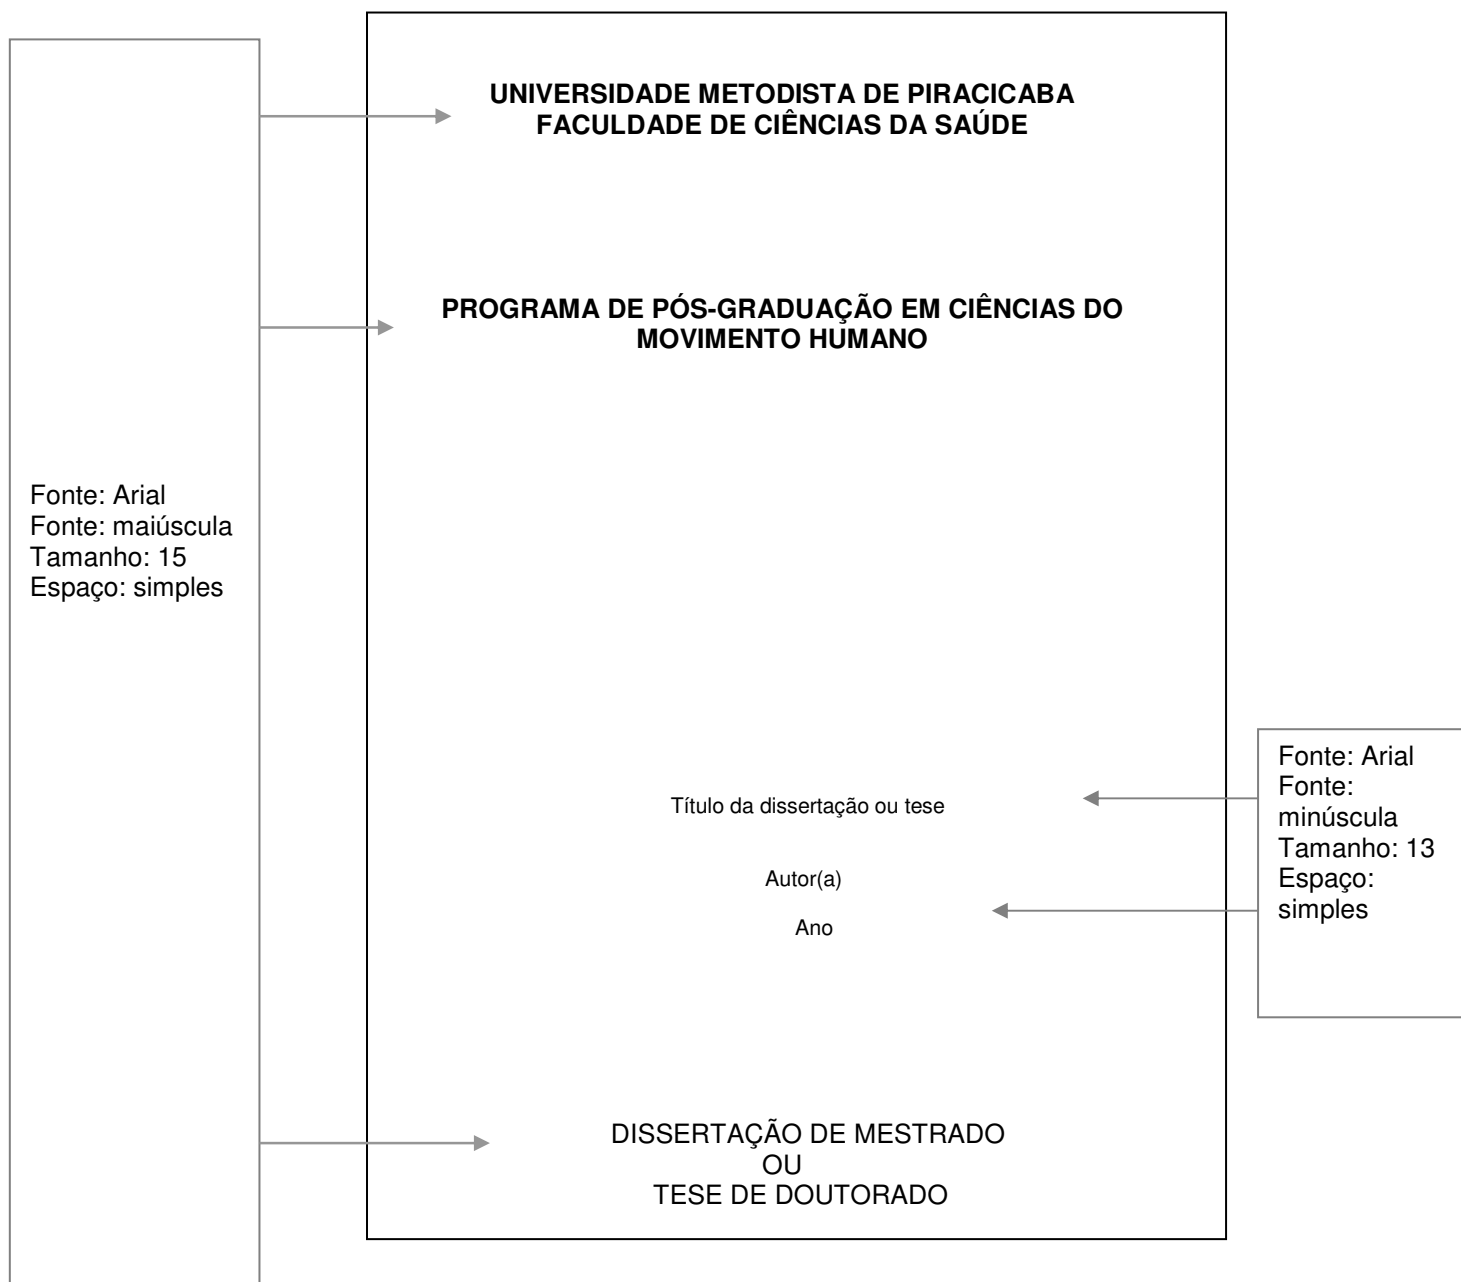 UNIVERSIDADE METODISTA DE PIRACICABA
FACULDADE DE CIÊNCIAS DA SAÚDE
PROGRAMA DE PÓS-GRADUAÇÃO EM CIÊNCIAS DO
MOVIMENTO HUMANO
Fonte: Arial
Fonte: maiúscula
Tamanho: 15
Espaço: simples
Título da dissertação ou tese
Autor(a)
Ano
Fonte: Arial
Fonte:
minúscula
Tamanho: 13
Espaço:
simples
DISSERTAÇÃO DE MESTRADO
OU
TESE DE DOUTORADO